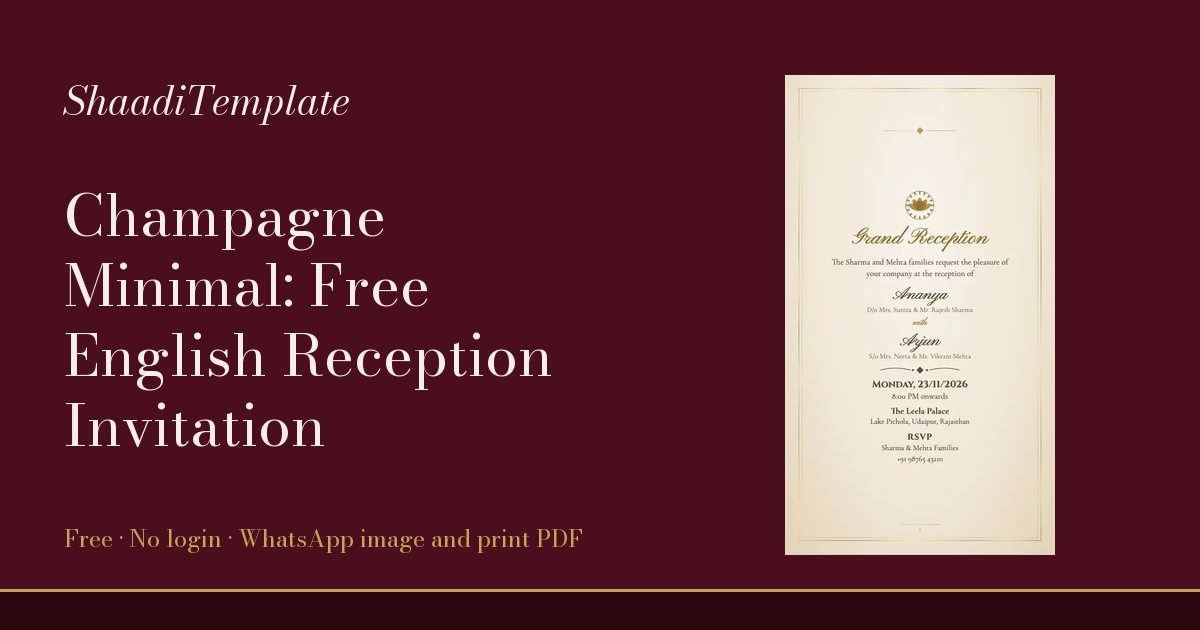 ShaadiTemplate
Champagne
Minimal: Free
English Reception
Invitation
Free · No login · WhatsApp image and print PDF
Grand Reception
The Sharma and Mehta families request the pleasure of
your company at the reception of
Ananya
D/o Mrs. Sunita & Mr. Rajesh Sharma
with
Arjun
S/o Mrs. Neeta & Mr. Vikram Mehta
Monday, 23/11/2026
8:00 PM onwards
The Leela Palace
Lake Pichola, Udaipur, Rajasthan
RSVP
Sharma & Mehta Families
+91 98765 43210